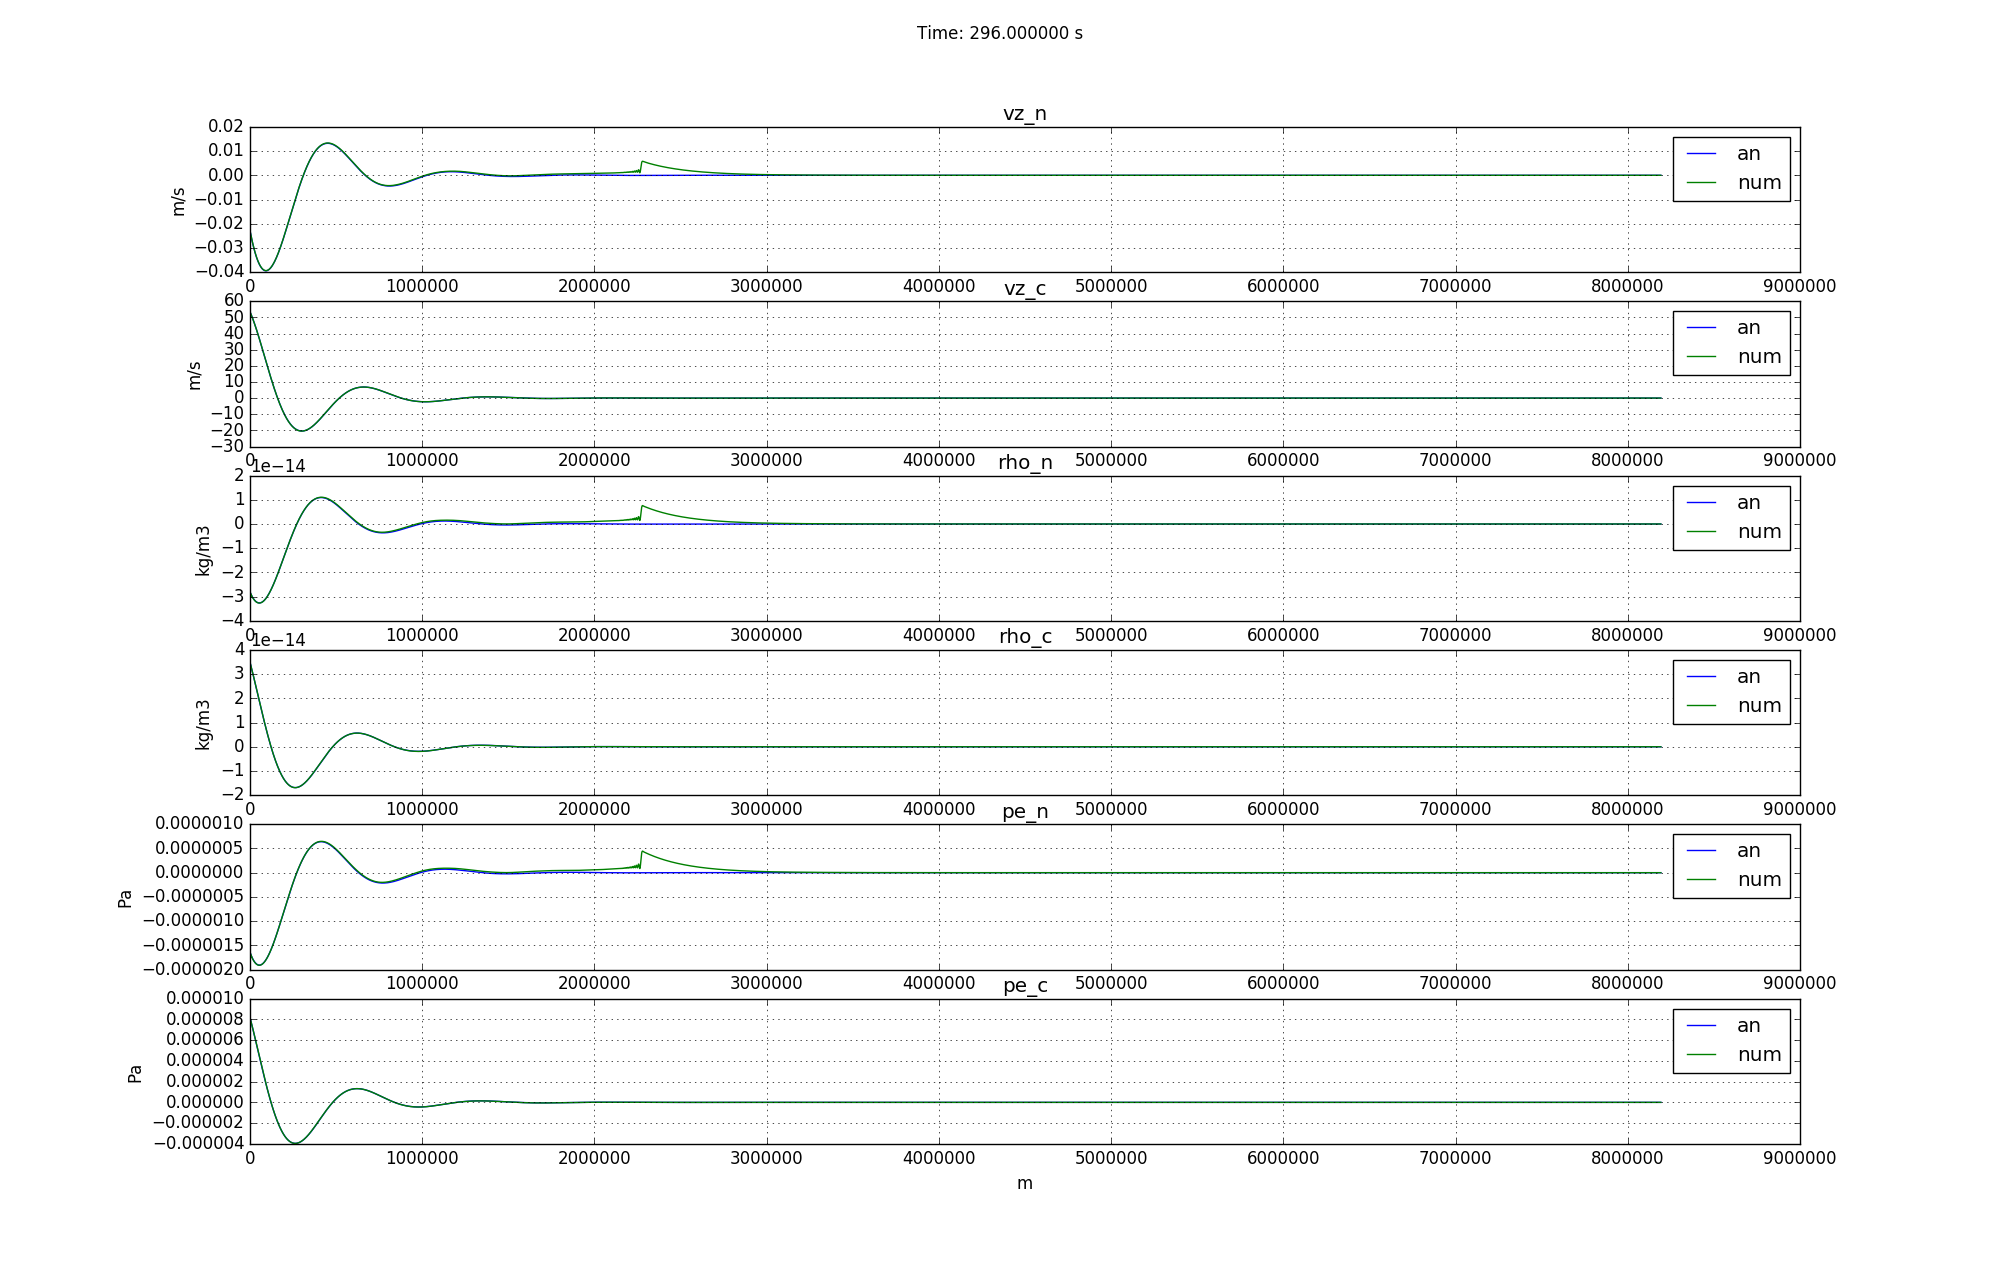 Time: 296.000000 s
vz_n
0.02
0.01
0.00
−0.01
−0.02
−0.03
−0.04
m/s
an
num
0 1000000 2000000 3000000 4000000 5000000 6000000 7000000 8000000 9000000
vz_c
60
50
40
30
20
10
0
−10
−20
−30
m/s
an
num
0 1000000 2000000 3000000 4000000 5000000 6000000 7000000 8000000 9000000
1e−14
rho_n
2
1
0
−1
−2
−3
−4
kg/m3
an
num
0 1000000 2000000 3000000 4000000 5000000 6000000 7000000 8000000 9000000
1e−14
rho_c
4
3
2
1
0
−1
−2
kg/m3
an
num
0 1000000 2000000 3000000 4000000 5000000 6000000 7000000 8000000 9000000
pe_n
0.0000010
0.0000005
0.0000000
−0.0000005
−0.0000010
−0.0000015
−0.0000020
Pa
an
num
0 1000000 2000000 3000000 4000000 5000000 6000000 7000000 8000000 9000000
pe_c
0.000010
0.000008
0.000006
0.000004
0.000002
0.000000
−0.000002
−0.000004
Pa
an
num
0 1000000 2000000 3000000 4000000 5000000 6000000 7000000 8000000 9000000
m